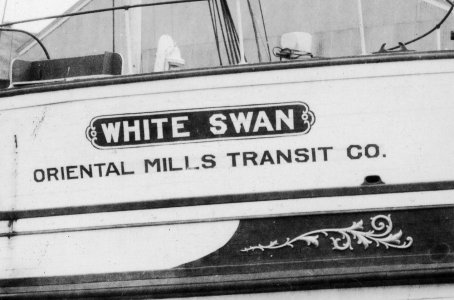 WHITE SWAN
ORIENTAL MILLS TRANSIT CO.